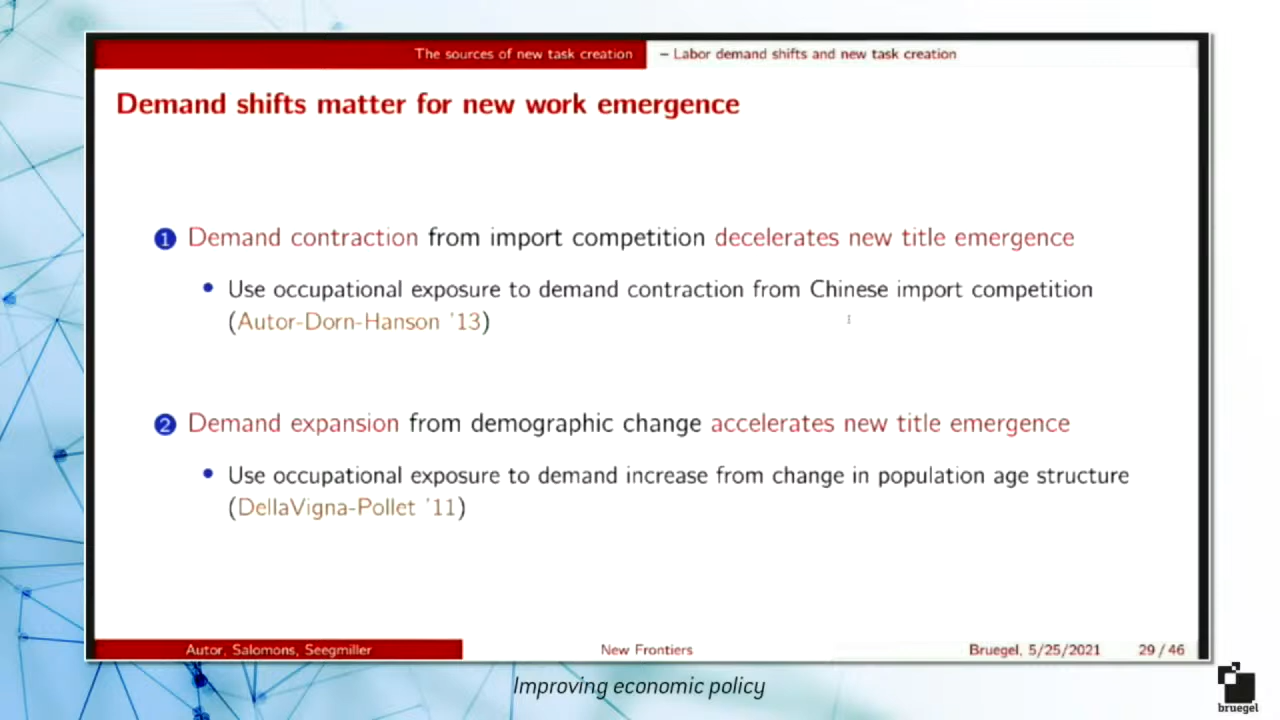 The sources of new task creation – Labor demand shifts and new task creation
Demand shifts matter for new work emergence
1 Demand contraction from import competition decelerates new title emergence
• Use occupational exposure to demand contraction from Chinese import competition
(Autor-Dorn-Hanson '13)
2 Demand expansion from demographic change accelerates new title emergence
• Use occupational exposure to demand increase from change in population age structure
(DellaVigna-Pollet '11)
Autor, Salomons, Seegmiller New Frontiers Bruegel, 5/25/2021 29 / 46
Improving economic policy
bruegel